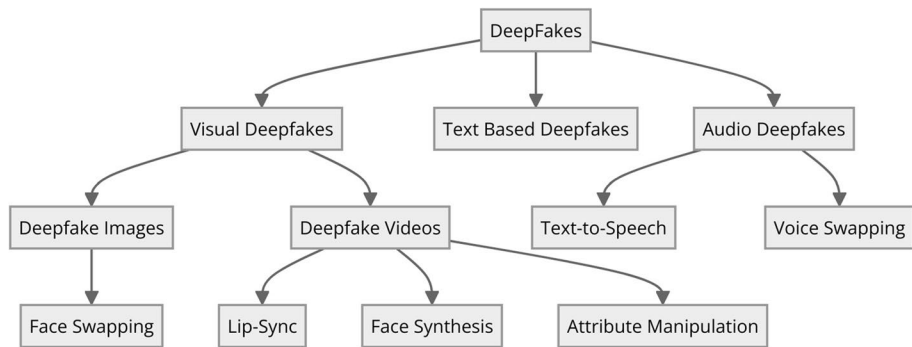 DeepFakes
Visual Deepfakes
Text Based Deepfakes
Audio Deepfakes
Deepfake Images
Deepfake Videos
Text-to-Speech
Voice Swapping
Face Swapping
Lip-Sync
Face Synthesis
Attribute Manipulation